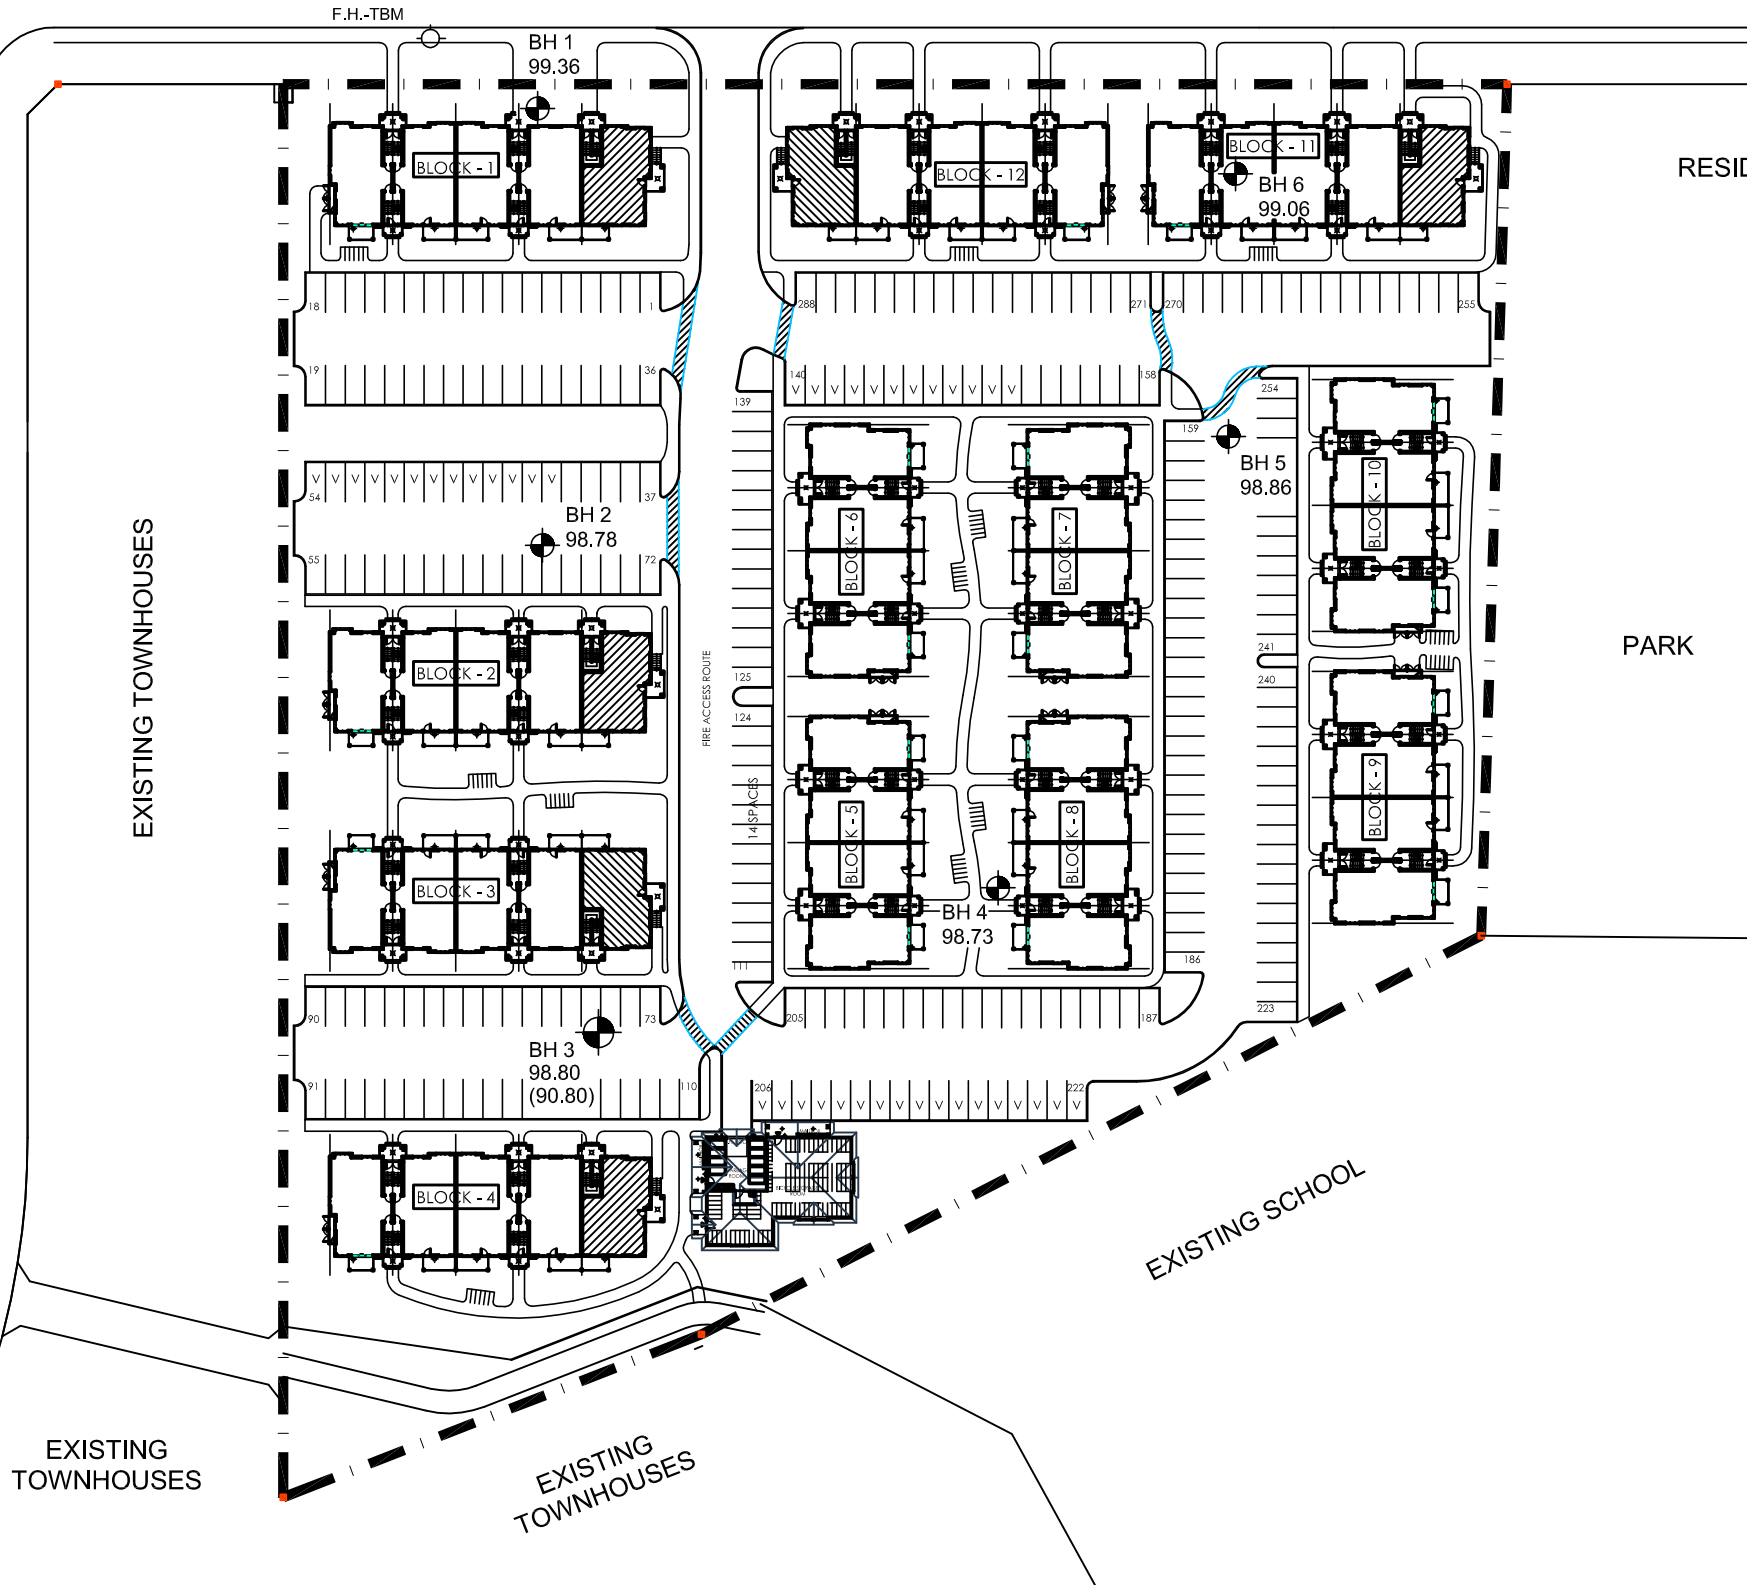 F.H.-TBM
BH 1
99.36
BLOCK - 1
BLOCK - 12
BLOCK - 11
BH 6
99.06
RESID
18
1
288
271
270
255
19
36
140
158
254
139
159
BH 5
98.86
54
37
BH 2
98.78
55
72
BLOCK - 6
BLOCK - 7
BLOCK - 10
EXISTING TOWNHOUSES
PARK
BLOCK - 2
FIRE ACCESS ROUTE
125
124
241
240
14 SPACES
BLOCK - 5
BLOCK - 8
BLOCK - 9
BLOCK - 3
BH 4
98.73
111
186
90
73
205
187
223
BH 3
98.80
(90.80)
91
110
206
222
BLOCK - 4
EXISTING SCHOOL
EXISTING
TOWNHOUSES
EXISTING
TOWNHOUSES